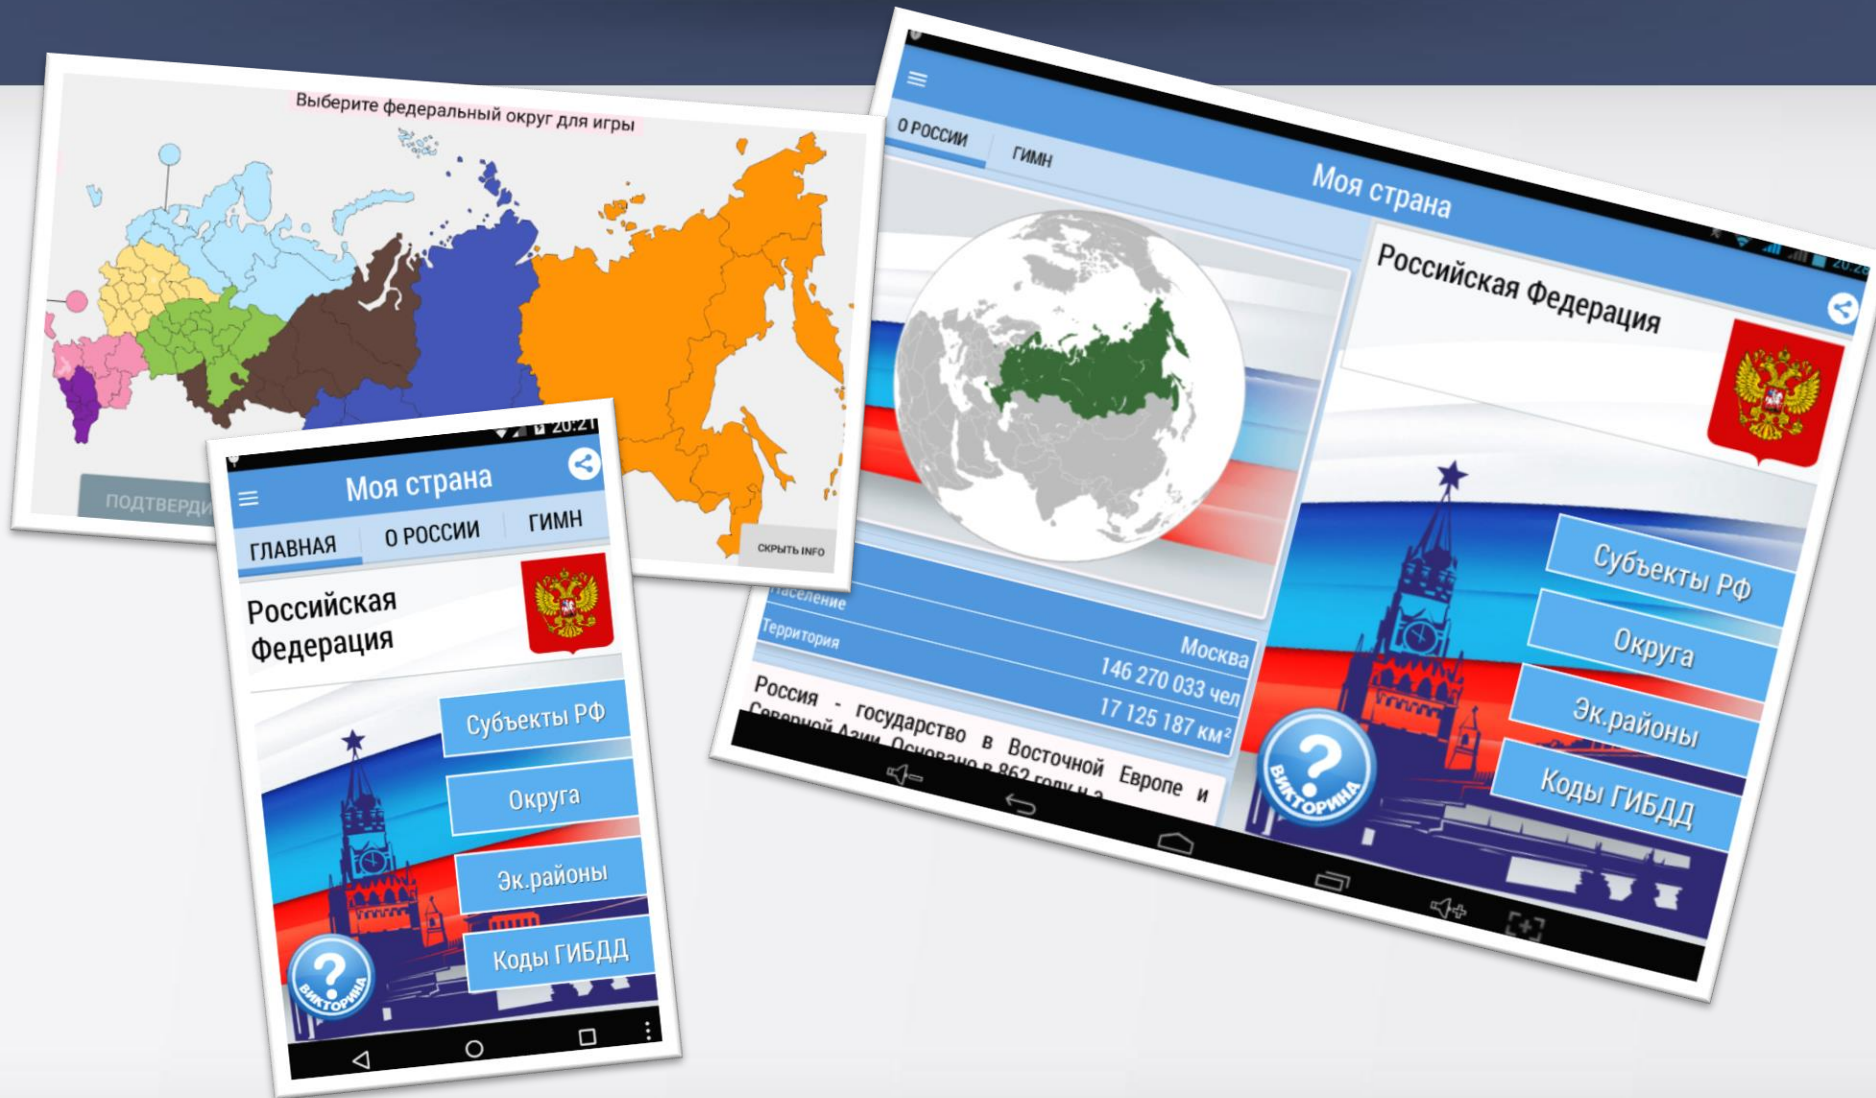 Выберите федеральный округ для игры
ПОДТВЕРДИ
СКРЫТЬ INFO
20:21
Моя страна
ГЛАВНАЯ
О РОССИИ
ГИМН
Российская
Федерация
Субъекты РФ
Округа
Эк.районы
Коды ГИБДД
ВИКТОРИНА
20:28
Моя страна
О РОССИИ
ГИМН
Российская Федерация
Москва
Население
146 270 033 чел
Территория
17 125 187 км²
Россия - государство в Восточной Европе и
Северной Азии. Основано в 862 году н.э
Субъекты РФ
Округа
Эк.районы
Коды ГИБДД
ВИКТОРИНА